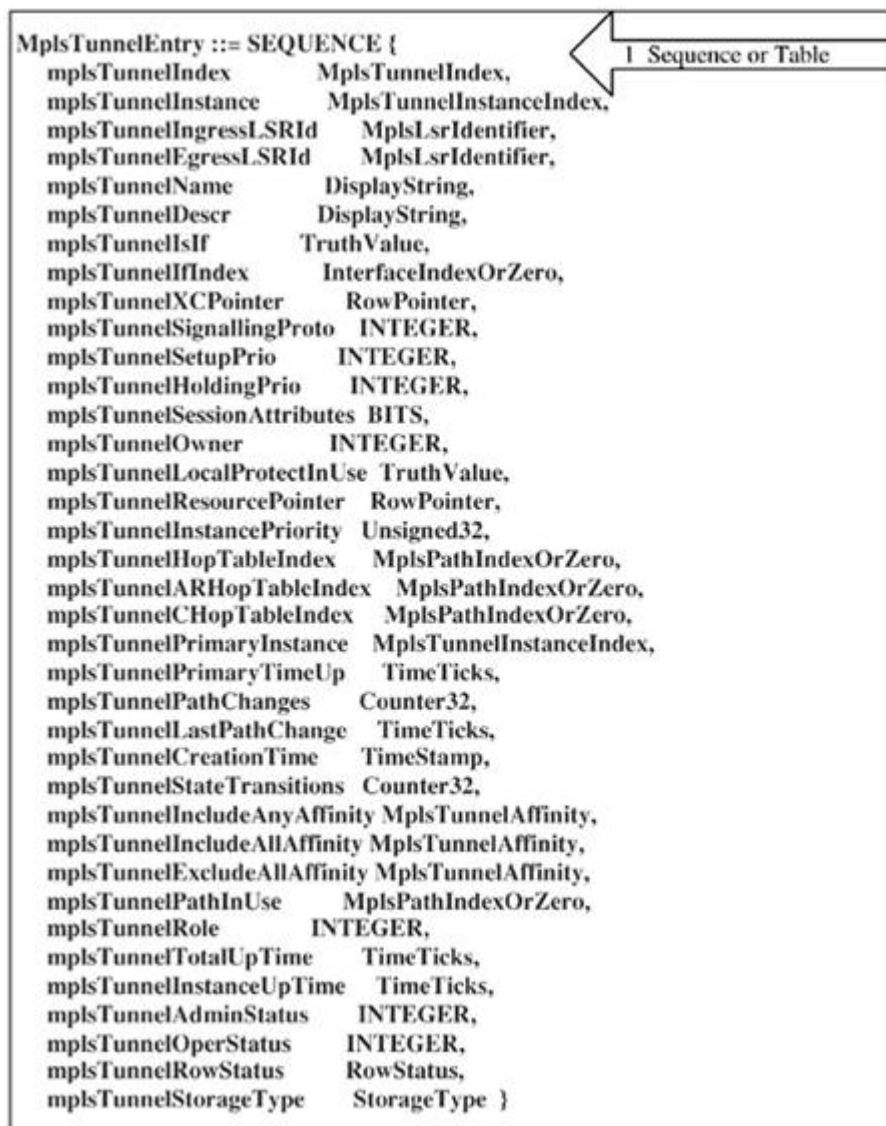 MplsTunnelEntry ::= SEQUENCE {
1 Sequence or Table
mplsTunnelIndex MplsTunnelIndex,
mplsTunnelInstance MplsTunnelInstanceIndex,
mplsTunnelIngressLSRId MplsLsrIdentifier,
mplsTunnelEgressLSRId MplsLsrIdentifier,
mplsTunnelName DisplayString,
mplsTunnelDescr DisplayString,
mplsTunnelIsIf TruthValue,
mplsTunnelIfIndex InterfaceIndexOrZero,
mplsTunnelXCPointer RowPointer,
mplsTunnelSignallingProto INTEGER,
mplsTunnelSetupPrio INTEGER,
mplsTunnelHoldingPrio INTEGER,
mplsTunnelSessionAttributes BITS,
mplsTunnelOwner INTEGER,
mplsTunnelLocalProtectInUse TruthValue,
mplsTunnelResourcePointer RowPointer,
mplsTunnelInstancePriority Unsigned32,
mplsTunnelHopTableIndex MplsPathIndexOrZero,
mplsTunnelARHopTableIndex MplsPathIndexOrZero,
mplsTunnelCHopTableIndex MplsPathIndexOrZero,
mplsTunnelPrimaryInstance MplsTunnelInstanceIndex,
mplsTunnelPrimaryTimeUp TimeTicks,
mplsTunnelPathChanges Counter32,
mplsTunnelLastPathChange TimeTicks,
mplsTunnelCreationTime TimeStamp,
mplsTunnelStateTransitions Counter32,
mplsTunnelIncludeAnyAffinity MplsTunnelAffinity,
mplsTunnelIncludeAllAffinity MplsTunnelAffinity,
mplsTunnelExcludeAllAffinity MplsTunnelAffinity,
mplsTunnelPathInUse MplsPathIndexOrZero,
mplsTunnelRole INTEGER,
mplsTunnelTotalUpTime TimeTicks,
mplsTunnelInstanceUpTime TimeTicks,
mplsTunnelAdminStatus INTEGER,
mplsTunnelOperStatus INTEGER,
mplsTunnelRowStatus RowStatus,
mplsTunnelStorageType StorageType }